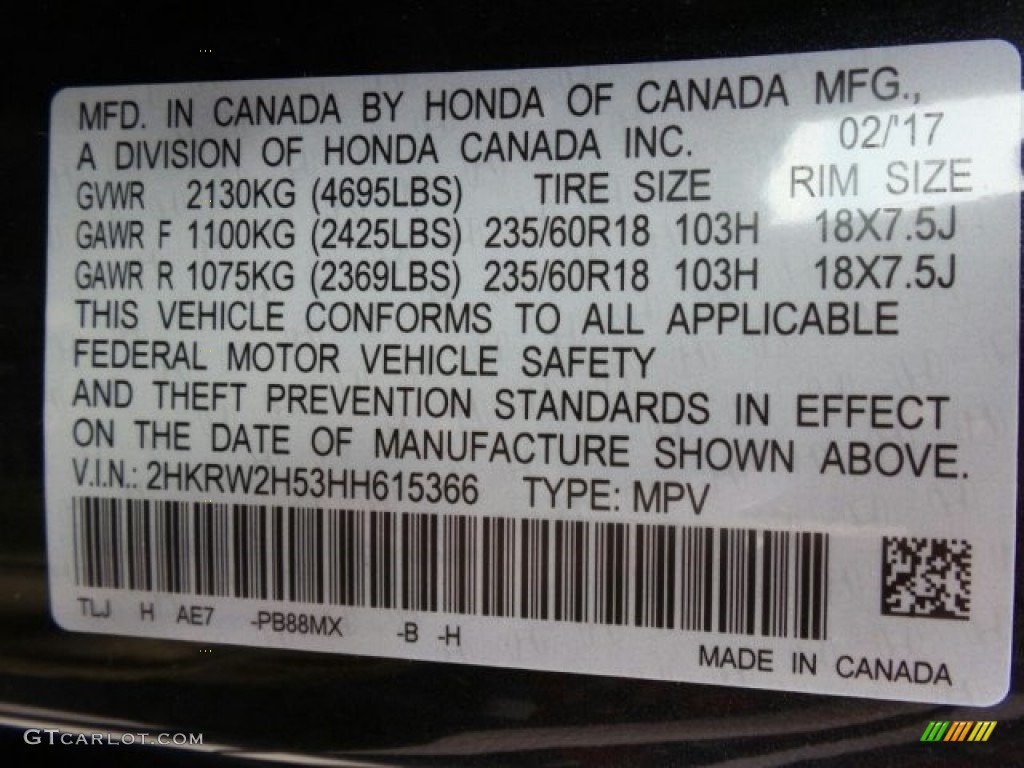 MFD. IN CANADA BY HONDA OF CANADA MFG.,
A DIVISION OF HONDA CANADA INC. 02/'17
GVWR 2130KG (4695LBS) TIRE SIZE RIM SIZE
GAWR F 1100KG (2425LBS) 235/60R18 103H 18X7.5J
GAWR R 1075KG (2369LBS) 235/60R18 103H 18X7.5J
THIS VEHICLE CONFORMS TO ALL APPLICABLE
FEDERAL MOTOR VEHICLE SAFETY
AND THEFT PREVENTION STANDARDS IN EFFECT
ON THE DATE OF MANUFACTURE SHOWN ABOVE.
V.I.N.: 2HKRW2H53HH615366 TYPE: MPV
TLJ H AE7 -PB88MX -B -H
MADE IN CANADA
GTCARLOT.COM